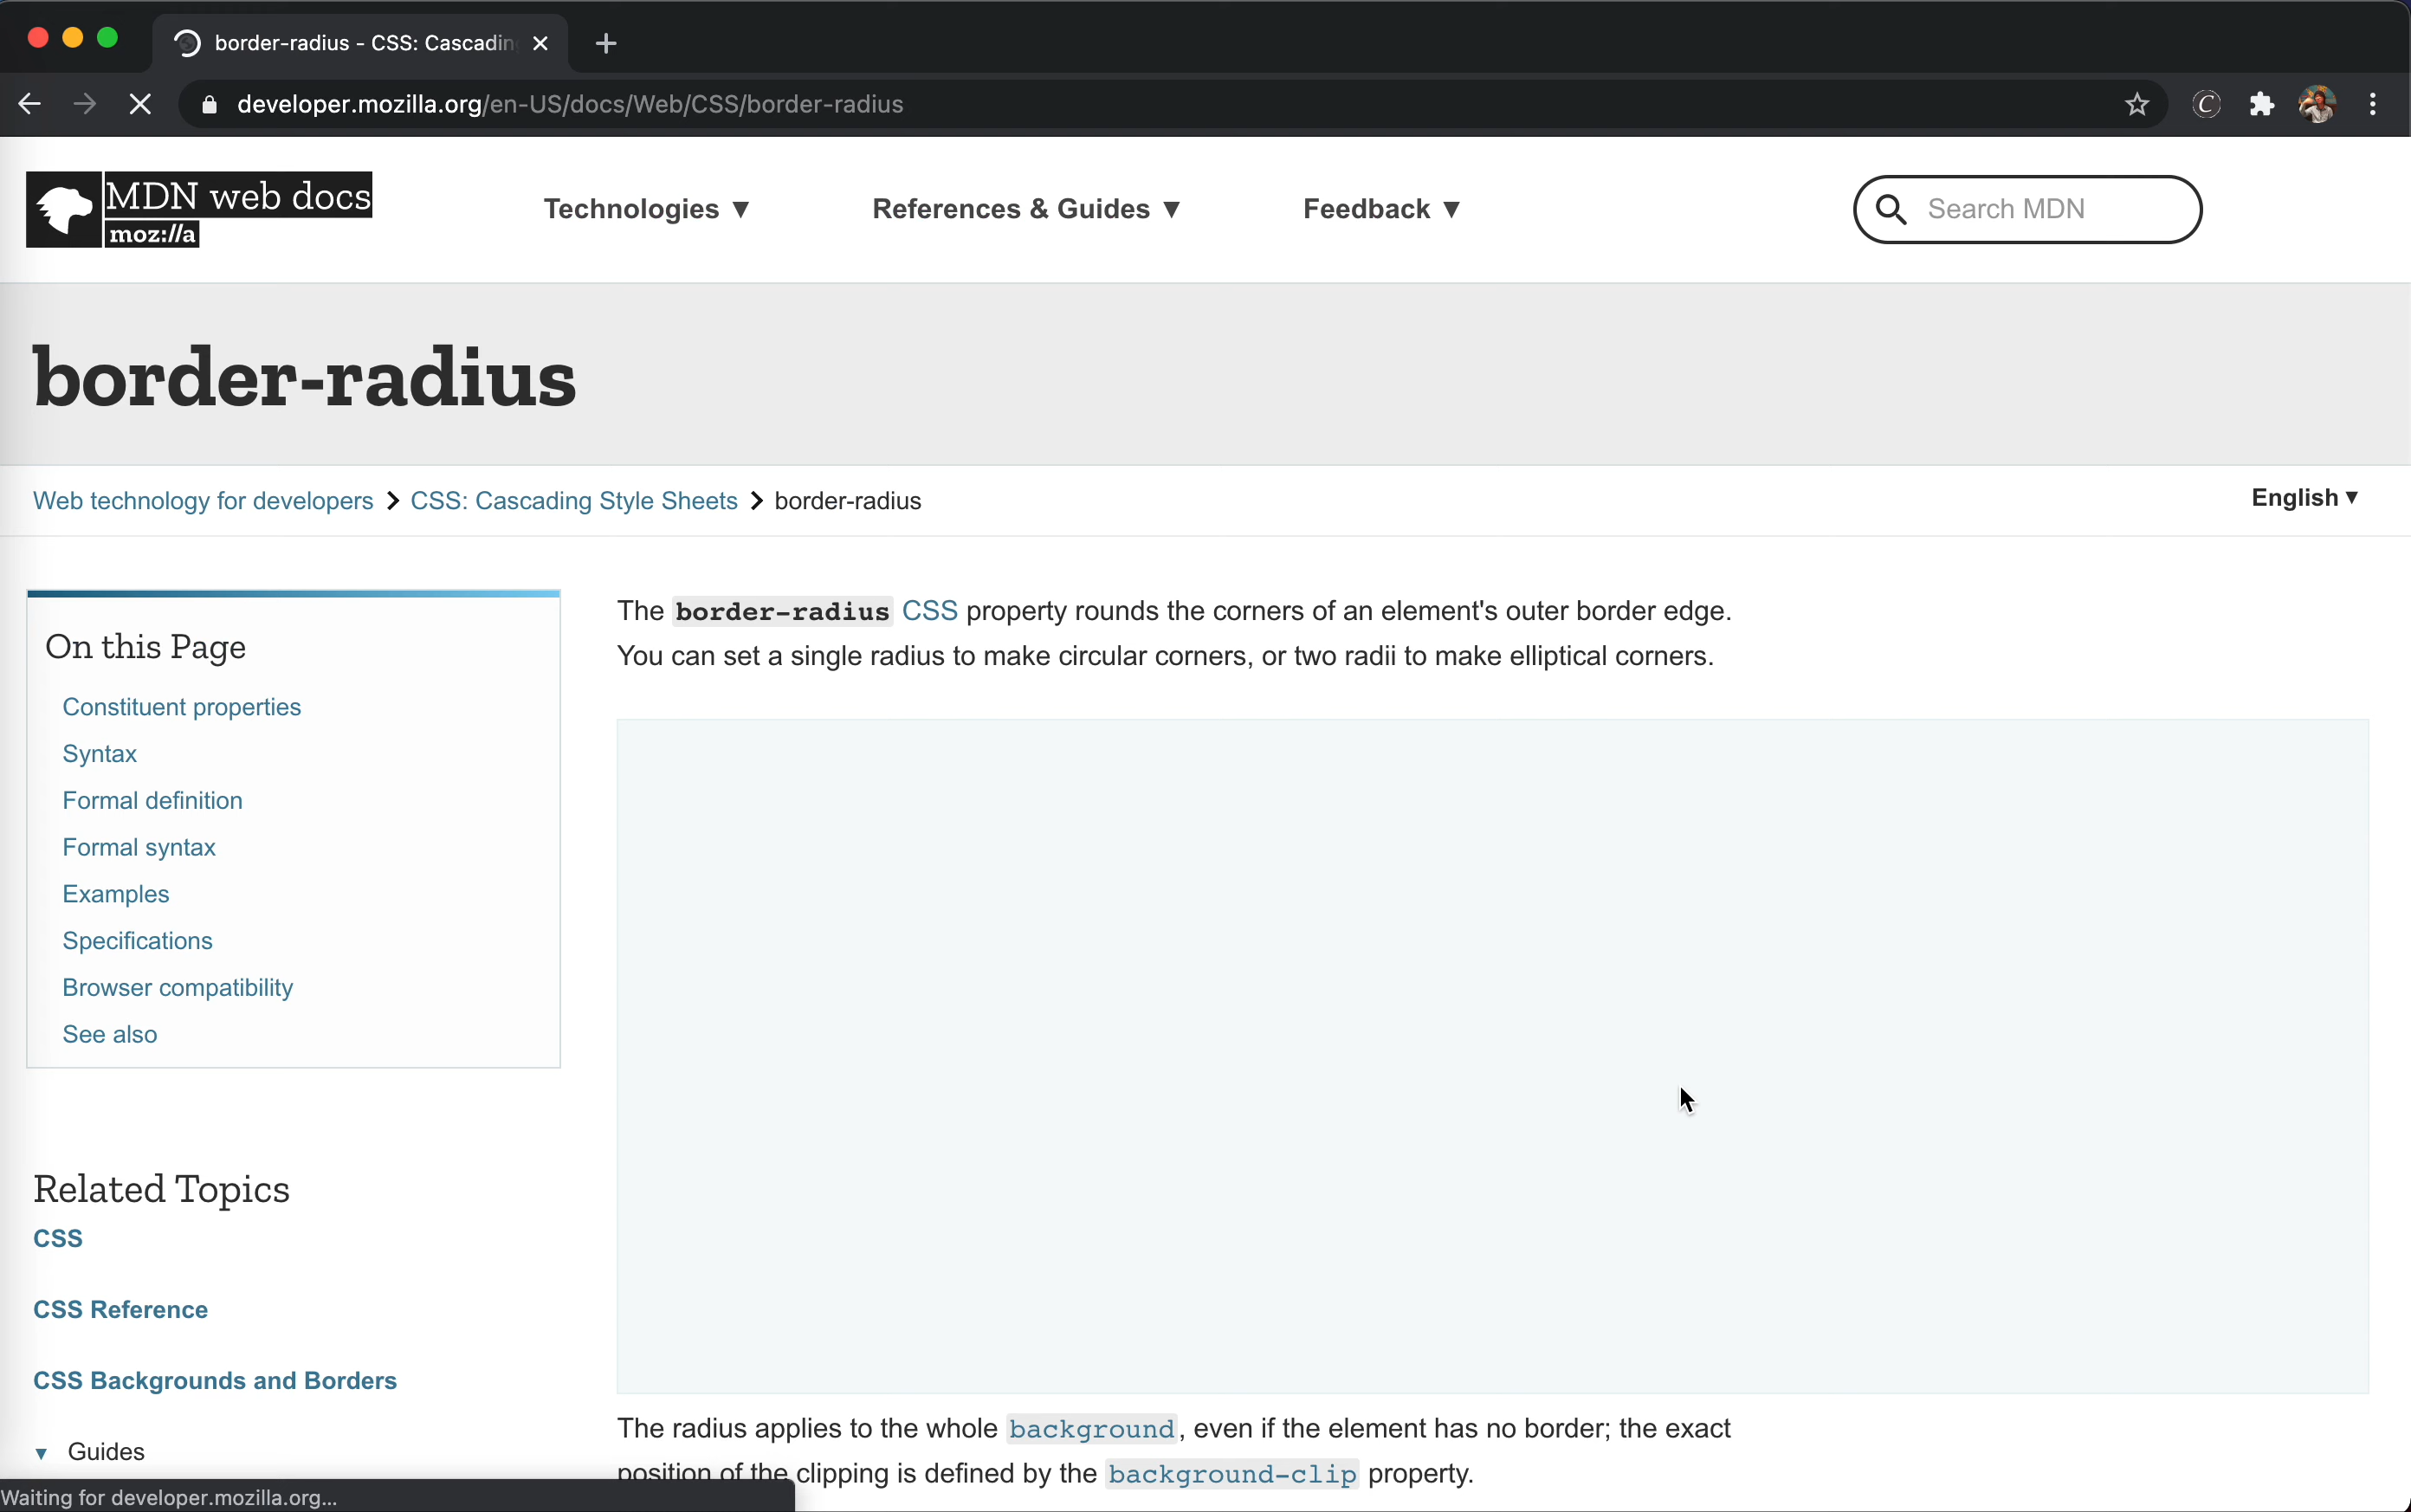 border-radius - CSS: Cascadin
developer.mozilla.org/en-US/docs/Web/CSS/border-radius
C
MDN web docs
moz://a
Technologies ▼
References & Guides ▼
Feedback ▼
Search MDN
border-radius
Web technology for developers > CSS: Cascading Style Sheets > border-radius
English ▼
On this Page
Constituent properties
Syntax
Formal definition
Formal syntax
Examples
Specifications
Browser compatibility
See also
Related Topics
CSS
CSS Reference
CSS Backgrounds and Borders
▼ Guides
The border-radius CSS property rounds the corners of an element's outer border edge.
You can set a single radius to make circular corners, or two radii to make elliptical corners.
The radius applies to the whole background, even if the element has no border; the exact
position of the clipping is defined by the background-clip property.
Waiting for developer.mozilla.org...